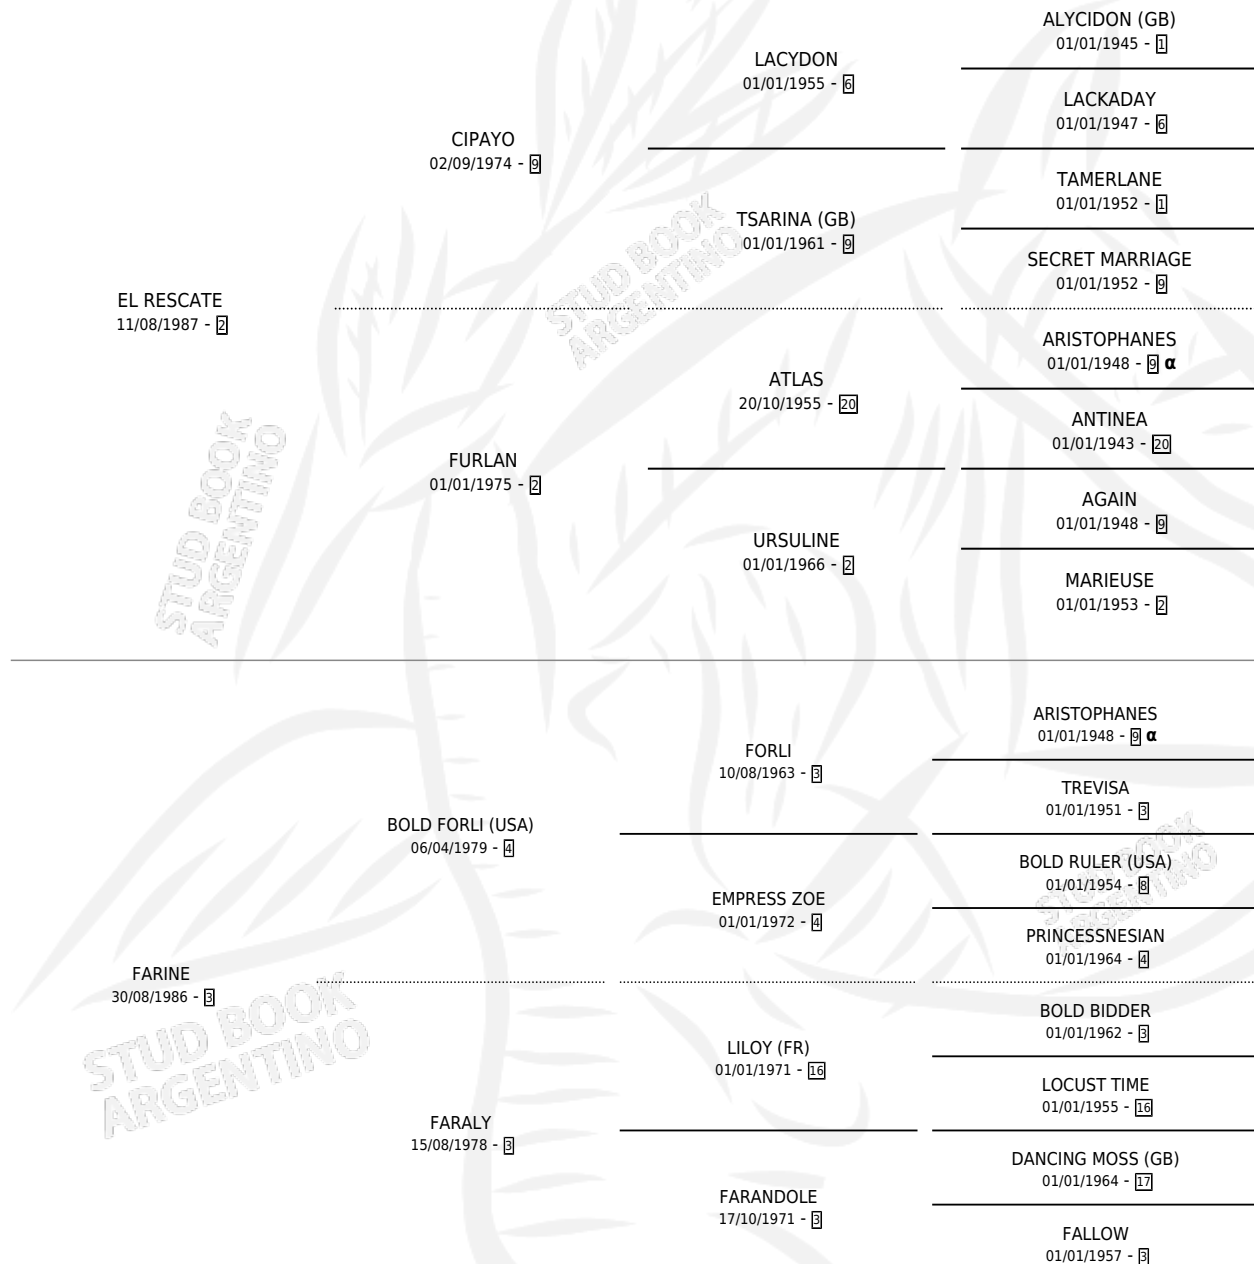 ALYCIDON (GB)
01/01/1945 - 1
LACYDON
01/01/1955 - 6
LACKADAY
01/01/1947 - 6
CIPAYO
02/09/1974 - 9
TAMERLANE
01/01/1952 - 1
TSARINA (GB)
01/01/1961 - 9
SECRET MARRIAGE
01/01/1952 - 9
EL RESCATE
11/08/1987 - 2
ARISTOPHANES
01/01/1948 - 9 α
ATLAS
20/10/1955 - 20
ANTINEA
01/01/1943 - 20
FURLAN
01/01/1975 - 2
AGAIN
01/01/1948 - 9
URSULINE
01/01/1966 - 2
MARIEUSE
01/01/1953 - 2
ARISTOPHANES
01/01/1948 - 9 α
FORLI
10/08/1963 - 3
TREVISA
01/01/1951 - 3
BOLD FORLI (USA)
06/04/1979 - 4
BOLD RULER (USA)
01/01/1954 - 8
EMPRESS ZOE
01/01/1972 - 4
PRINCESSNESIAN
01/01/1964 - 4
FARINE
30/08/1986 - 3
BOLD BIDDER
01/01/1962 - 3
LILOY (FR)
01/01/1971 - 16
LOCUST TIME
01/01/1955 - 16
FARALY
15/08/1978 - 3
DANCING MOSS (GB)
01/01/1964 - 17
FARANDOLE
17/10/1971 - 3
FALLOW
01/01/1957 - 3
STUD BOOK
ARGENTINO
STUD BOOK
ARGENTINO
STUD BOOK
ARGENTINO
STUD BOOK
ARGENTINO